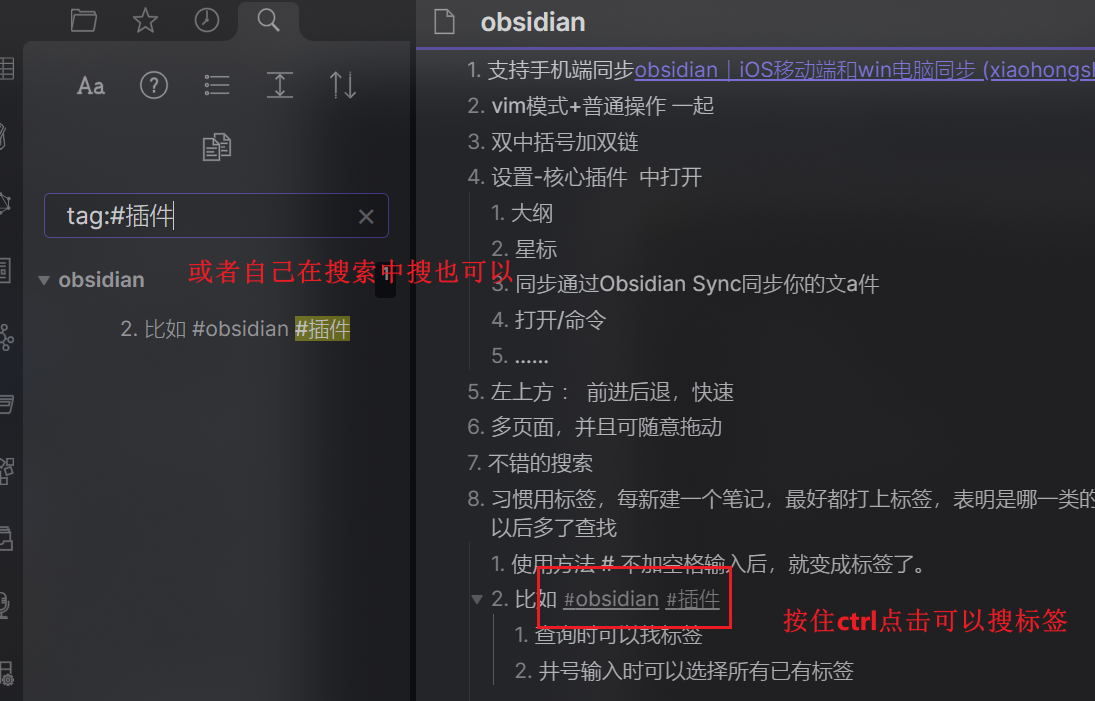 obsidian
Aa
tag:#插件
obsidian
1
2. 比如 #obsidian #插件
或者自己在搜索中搜也可以
1. 支持手机端同步obsidian｜iOS移动端和win电脑同步 (xiaohongsh
2. vim模式+普通操作 一起
3. 双中括号加双链
4. 设置-核心插件 中打开
1. 大纲
2. 星标
3. 同步通过Obsidian Sync同步你的文a件
4. 打开/命令
5. ......
5. 左上方： 前进后退，快速
6. 多页面，并且可随意拖动
7. 不错的搜索
8. 习惯用标签，每新建一个笔记，最好都打上标签，表明是哪一类的
以后多了查找
1. 使用方法 # 不加空格输入后，就变成标签了。
2. 比如 #obsidian #插件
按住ctrl点击可以搜标签
1. 查询时可以找标签
2. 井号输入时可以选择所有已有标签